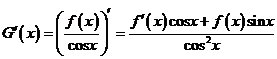 G′(x) = (f(x)/cosx)′ = (f′(x)cosx + f(x)sinx)/cos²x